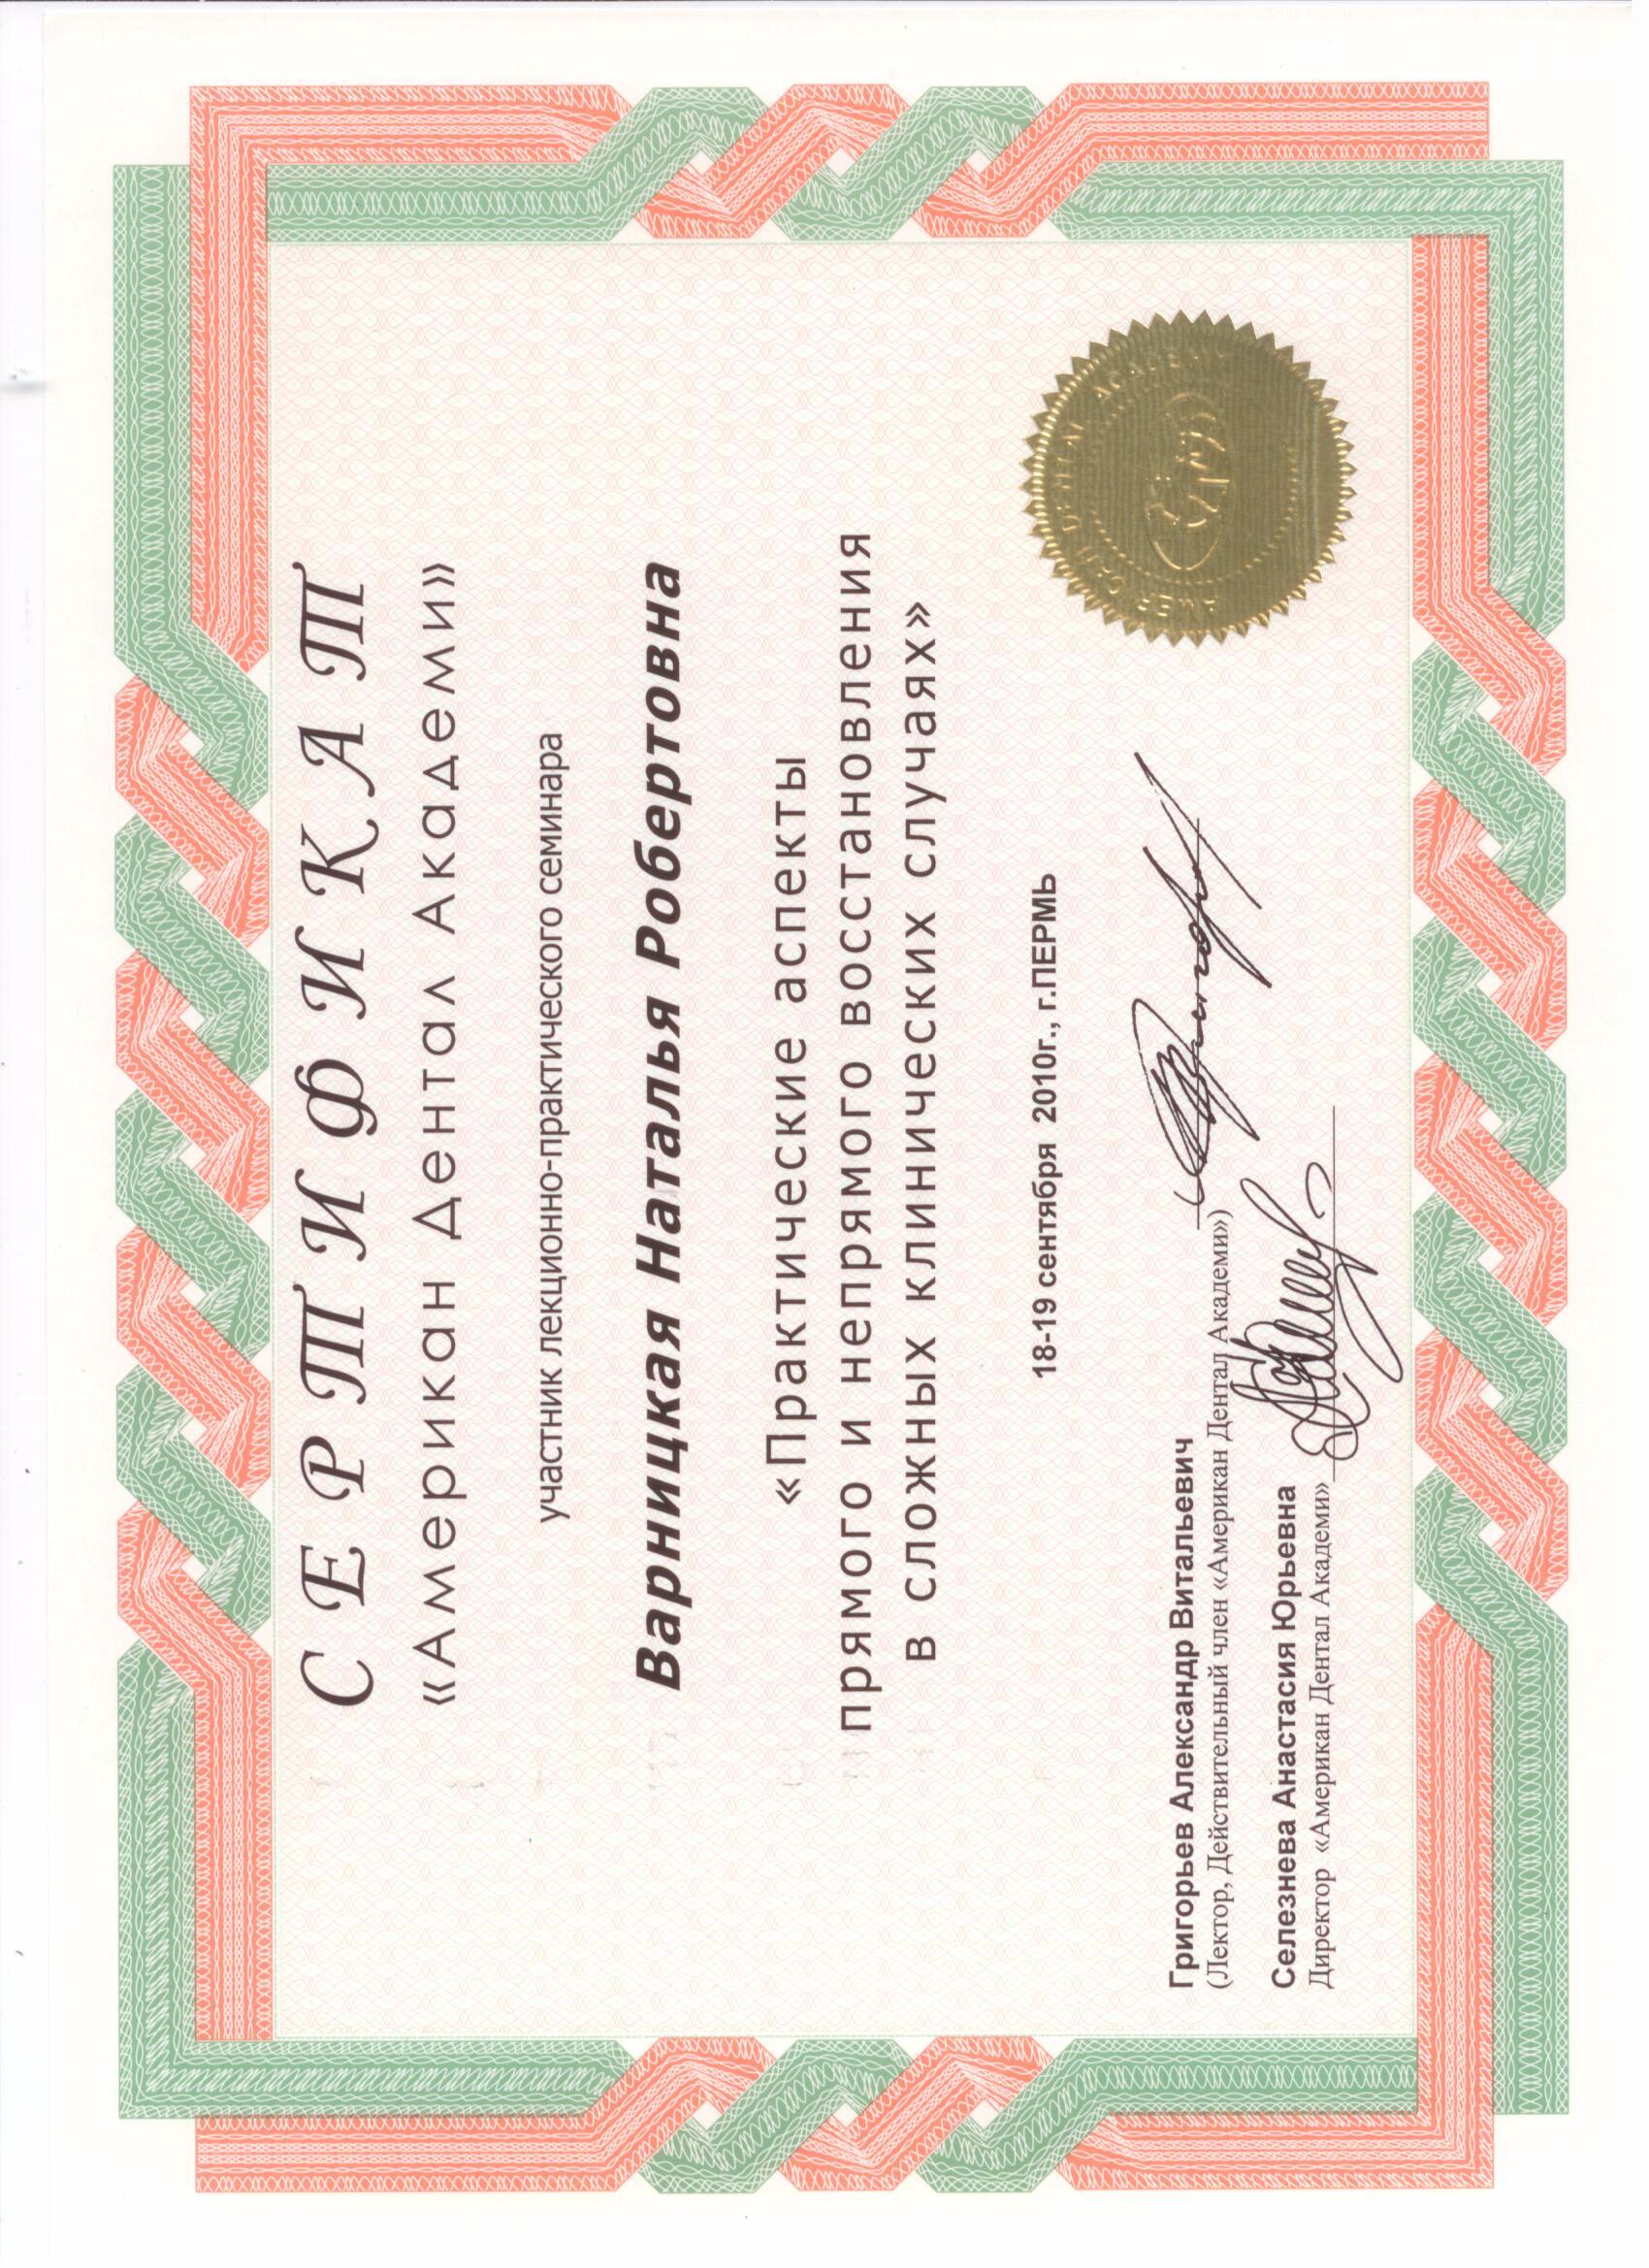 СЕРТИФИКАТ
«Американ Дентал Академи»
участник лекционно-практического семинара
Варницкая Наталья Робертовна
«Практические аспекты
прямого и непрямого восстановления
в сложных клинических случаях»
18-19 сентября 2010г., г.ПЕРМЬ
Григорьев Александр Витальевич
(Лектор, Действительный член «Американ Дентал Академи»)
Селезнева Анастасия Юрьевна
Директор «Американ Дентал Академи»
AMERICAN DENTAL ACADEMY